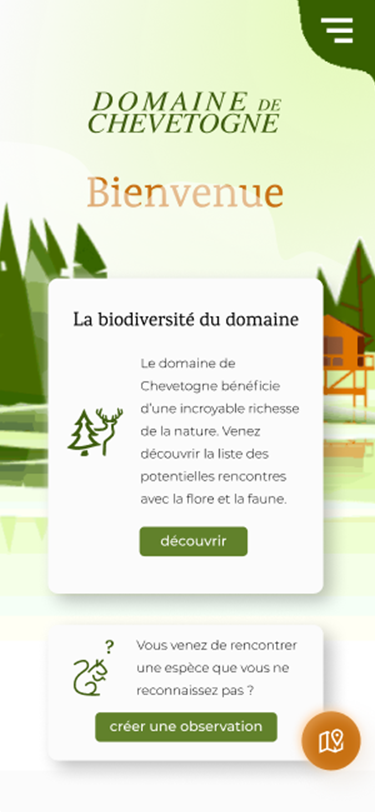 DOMAINE DE
CHEVETOGNE
Bienvenue
La biodiversité du domaine
Le domaine de
Chevetogne bénéficie
d'une incroyable richesse
de la nature. Venez
découvrir la liste des
potentielles rencontres
avec la flore et la faune.
découvrir
?
Vous venez de rencontrer
une espèce que vous ne
reconnaissez pas ?
créer une observation